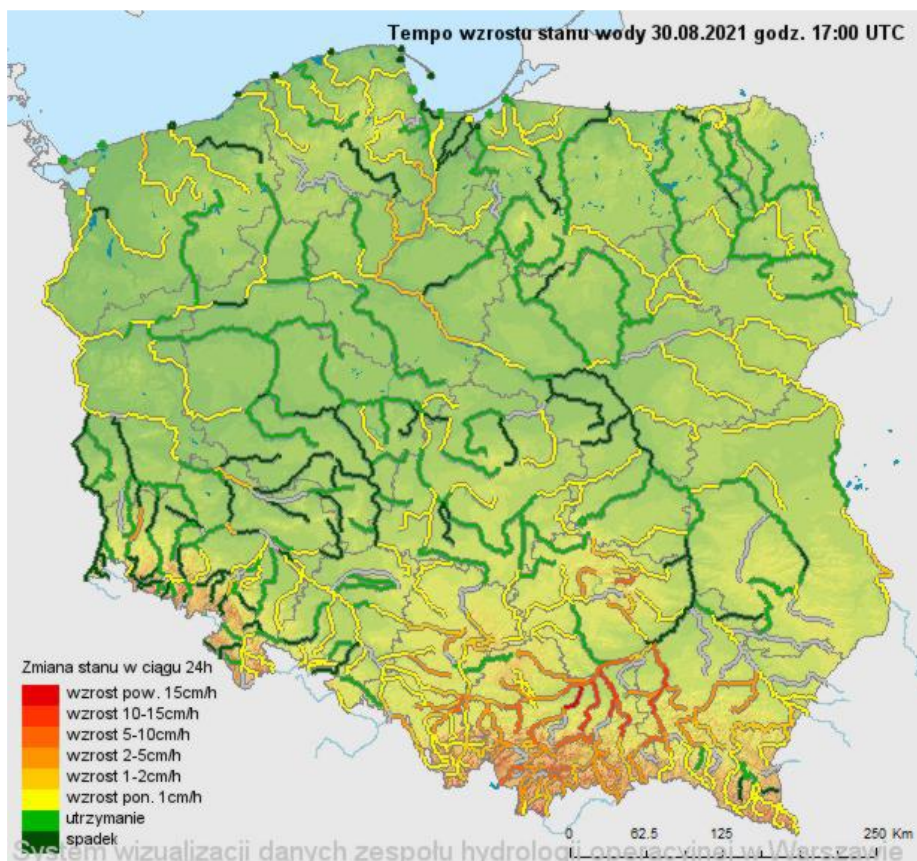 Tempo wzrostu stanu wody 30.08.2021 godz. 17:00 UTC
Zmiana stanu w ciągu 24h
wzrost pow. 15cm/h
wzrost 10-15cm/h
wzrost 5-10cm/h
wzrost 2-5cm/h
wzrost 1-2cm/h
wzrost pon. 1cm/h
utrzymanie
spadek
0 62.5 125 250 Km
System wizualizacji danych zespołu hydrologii operacyjnej w Warszawie